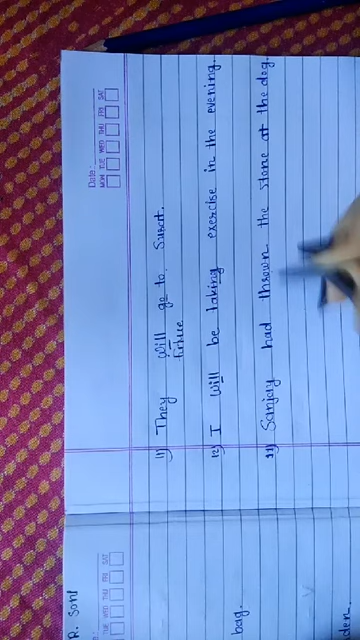 Date:
MON TUE WED THU FRI SAT
11) They will go to Surat.
future
12) I will be taking exercise in the evening.
13) Sanjay had thrown the stone at the dog.
R. Soni
TUE WED THU FRI SAT
bag.